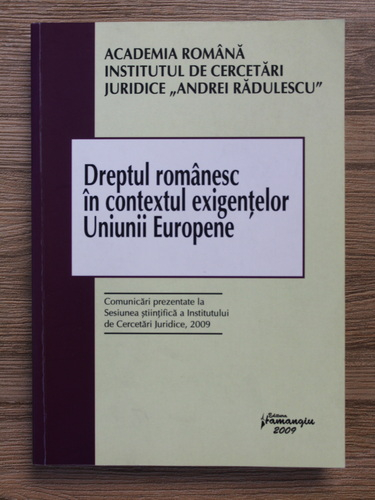 ACADEMIA ROMÂNĂ
INSTITUTUL DE CERCETĂRI
JURIDICE „ANDREI RĂDULESCU”
Dreptul românesc
în contextul exigențelor
Uniunii Europene
Comunicări prezentate la
Sesiunea științifică a Institutului
de Cercetări Juridice, 2009
Editura
Hamangiu
2009